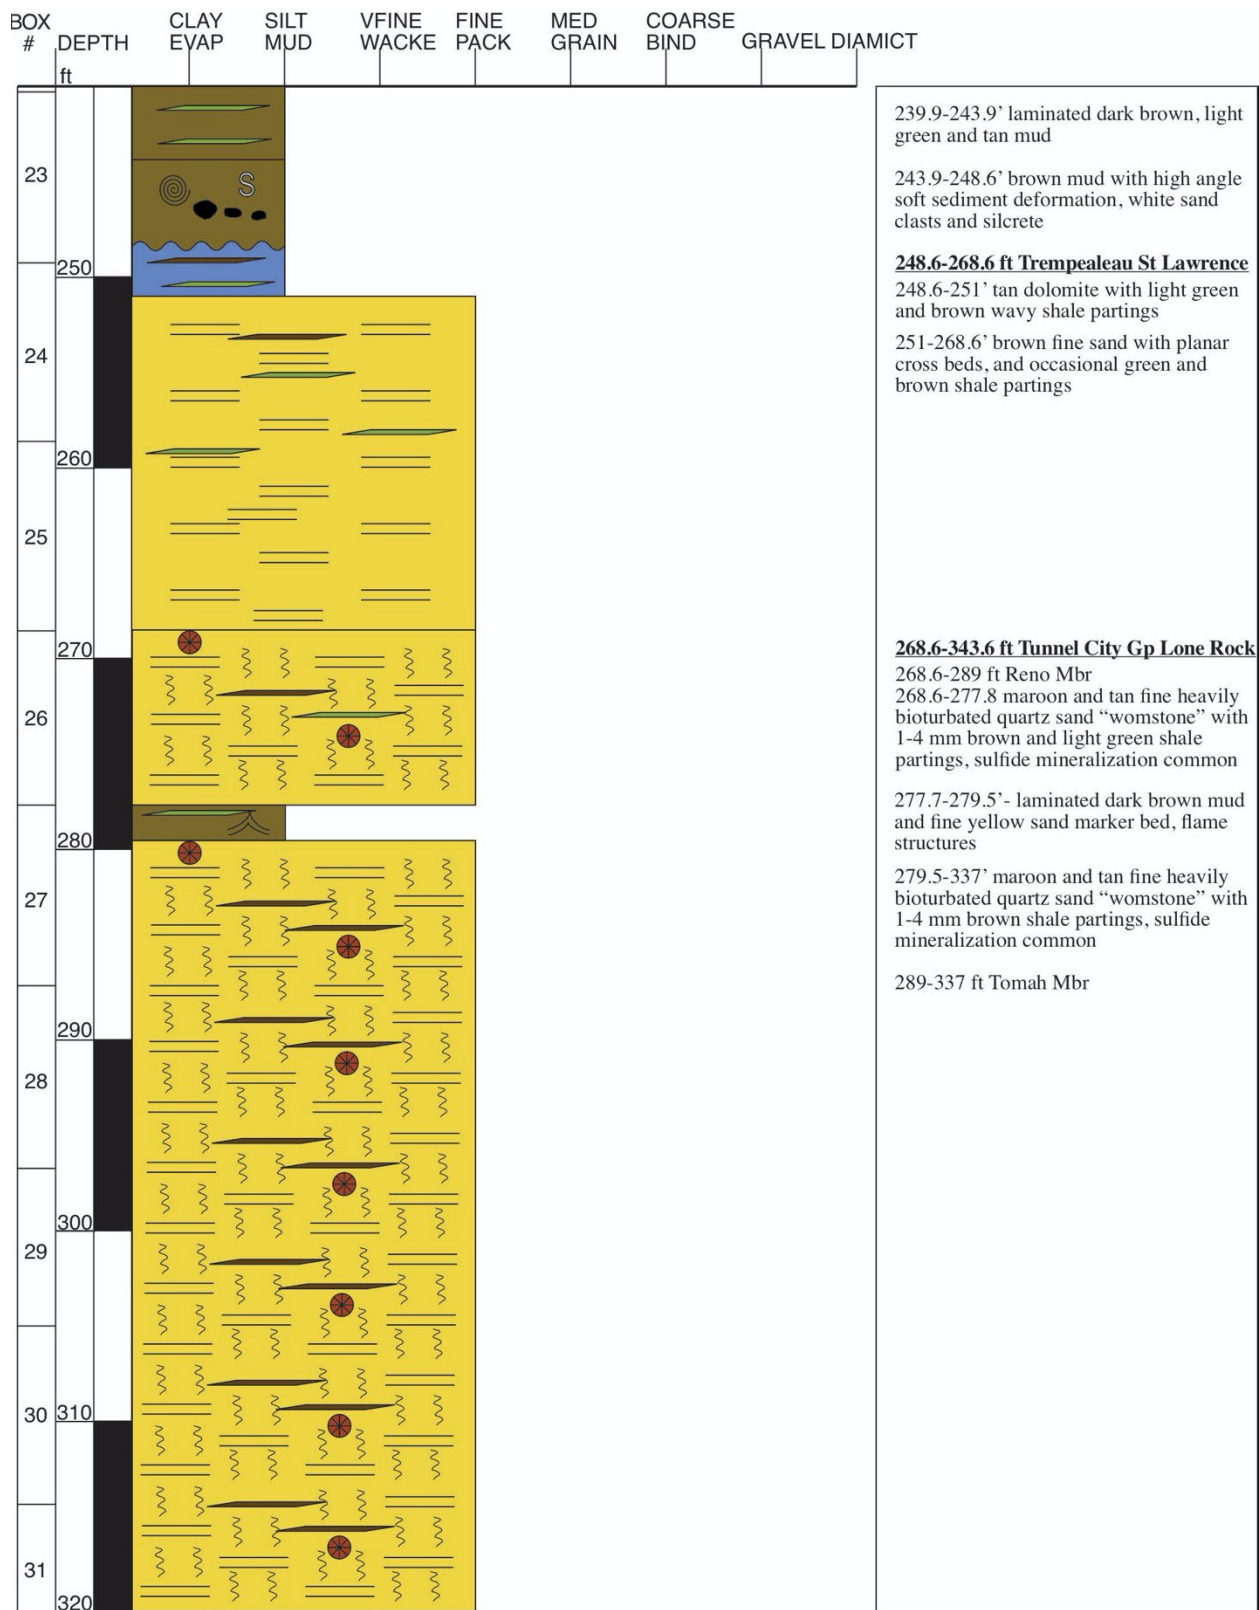 BOX
#
DEPTH
ft
CLAY
EVAP
SILT
MUD
VFINE
WACKE
FINE
PACK
MED
GRAIN
COARSE
BIND
GRAVEL DIAMICT
23
S
250
24
260
25
270
26
280
27
290
28
300
29
310
30
31
320
239.9-243.9’ laminated dark brown, light
green and tan mud
243.9-248.6’ brown mud with high angle
soft sediment deformation, white sand
clasts and silcrete
248.6-268.6 ft Trempealeau St Lawrence
248.6-251’ tan dolomite with light green
and brown wavy shale partings
251-268.6’ brown fine sand with planar
cross beds, and occasional green and
brown shale partings
268.6-343.6 ft Tunnel City Gp Lone Rock
268.6-289 ft Reno Mbr
268.6-277.8 maroon and tan fine heavily
bioturbated quartz sand “womstone” with
1-4 mm brown and light green shale
partings, sulfide mineralization common
277.7-279.5’- laminated dark brown mud
and fine yellow sand marker bed, flame
structures
279.5-337’ maroon and tan fine heavily
bioturbated quartz sand “womstone” with
1-4 mm brown shale partings, sulfide
mineralization common
289-337 ft Tomah Mbr